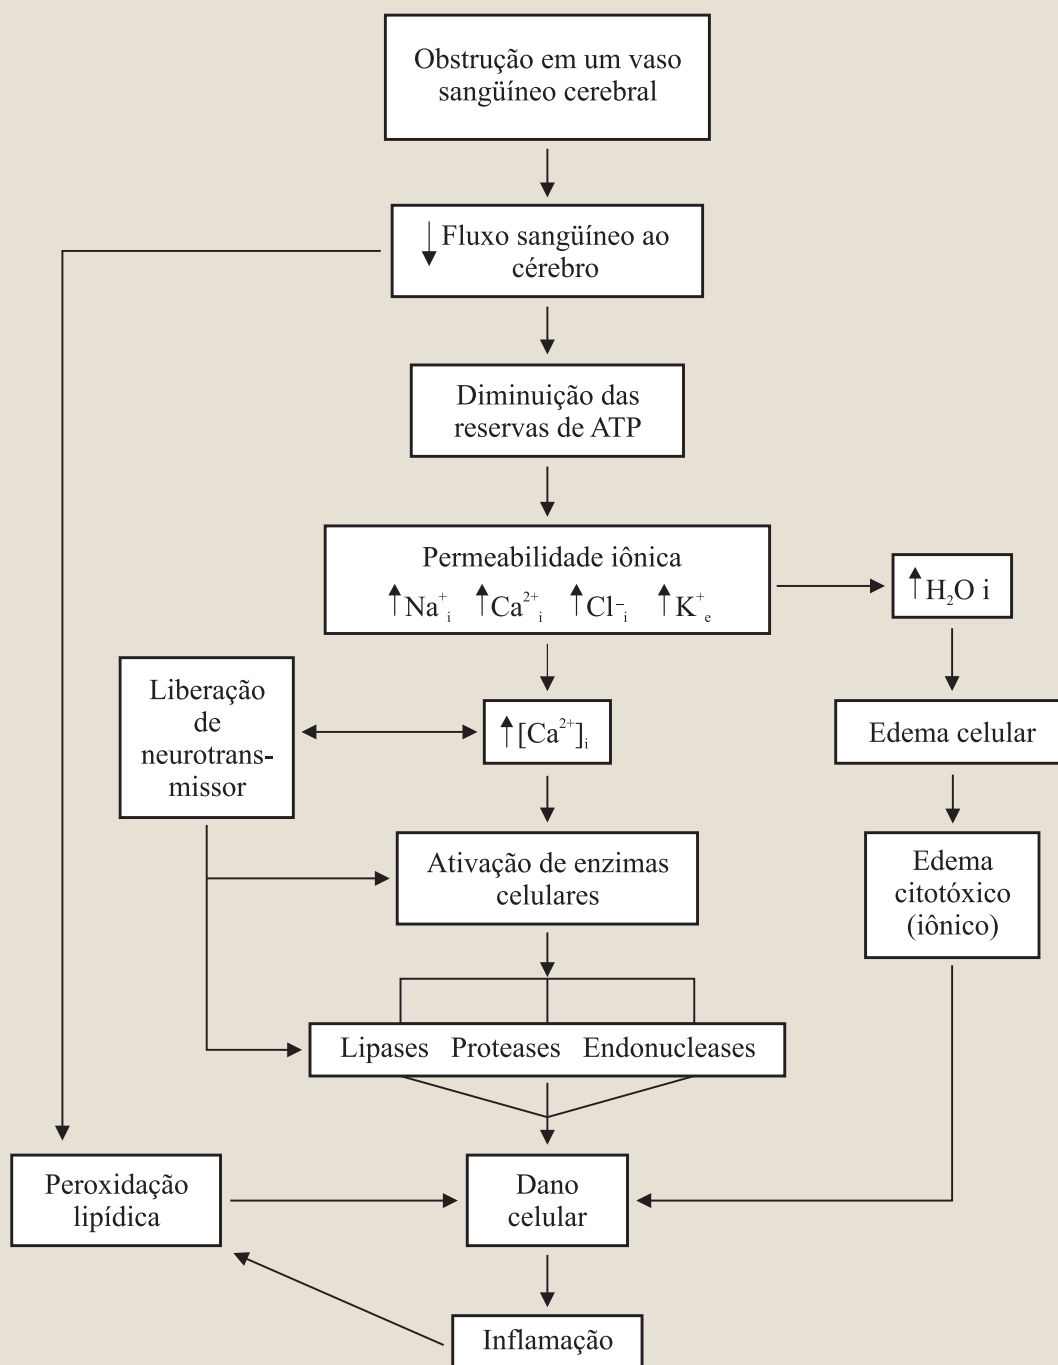 Obstrução em um vaso
sangüíneo cerebral
Fluxo sangüíneo ao
cérebro
Diminuição das
reservas de ATP
Permeabilidade iônica
↑Na⁺ᵢ ↑Ca²⁺ᵢ ↑Cl⁻ᵢ ↑K⁺ₑ
↑H₂O i
Liberação
de
neurotrans-
missor
↑[Ca²⁺]ᵢ
Edema celular
Ativação de enzimas
celulares
Edema
citotóxico
(iônico)
Lipases Proteases Endonucleases
Peroxidação
lipídica
Dano
celular
Inflamação